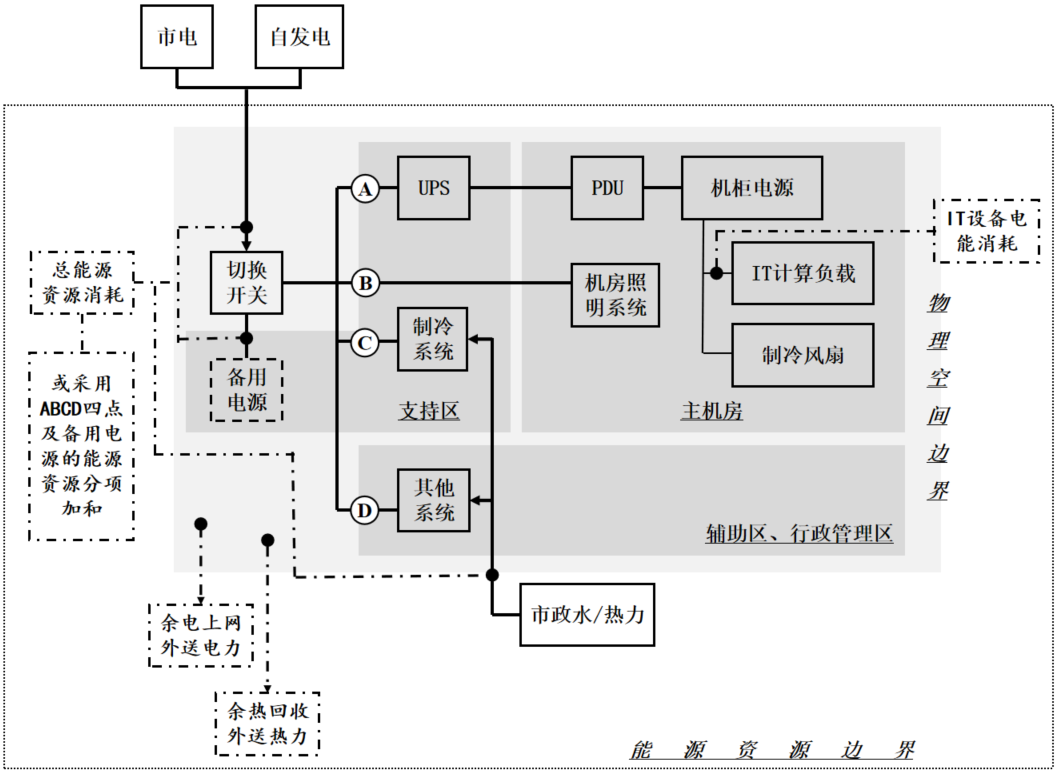 市电
自发电
A
UPS
PDU
机柜电源
IT设备电
能消耗
总能源
资源消耗
切换
开关
B
机房照
明系统
IT计算负载
C
制冷
系统
制冷风扇
或采用
ABCD四点
及备用电
源的能源
资源分项
加和
备用
电源
支持区
主机房
物理空间边界
D
其他
系统
辅助区、行政管理区
市政水/热力
余电上网
外送电力
余热回收
外送热力
能源资源边界